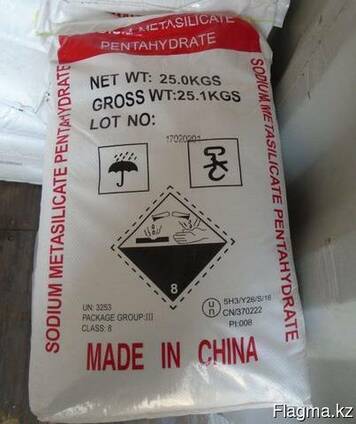 SODIUM METASILICATE
PENTAHYDRATE
NET WT: 25.0KGS
GROSS WT:25.1KGS
LOT NO:
17020201
SODIUM METASILICATE PENTAHYDRATE
SODIUM METASILICATE PENTAHYDRATE
8
UN: 3253
PACKAGE GROUP:III
CLASS: 8
u
n
5H3/Y26/S/16
CN/370222
PI:008
MADE IN CHINA
Flagma.kz